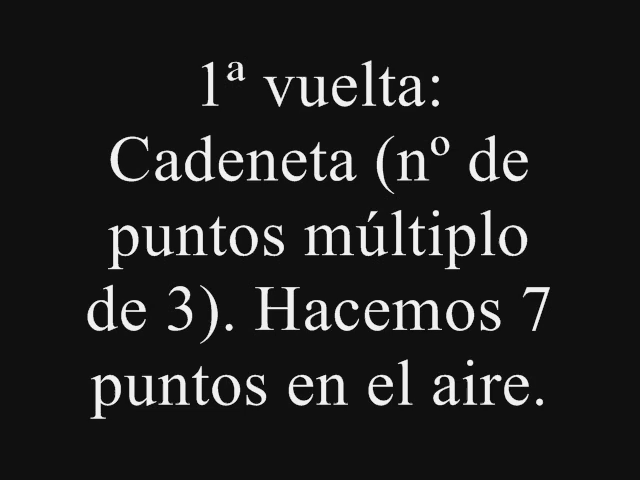 1ª vuelta:
Cadeneta (nº de
puntos múltiplo
de 3). Hacemos 7
puntos en el aire.